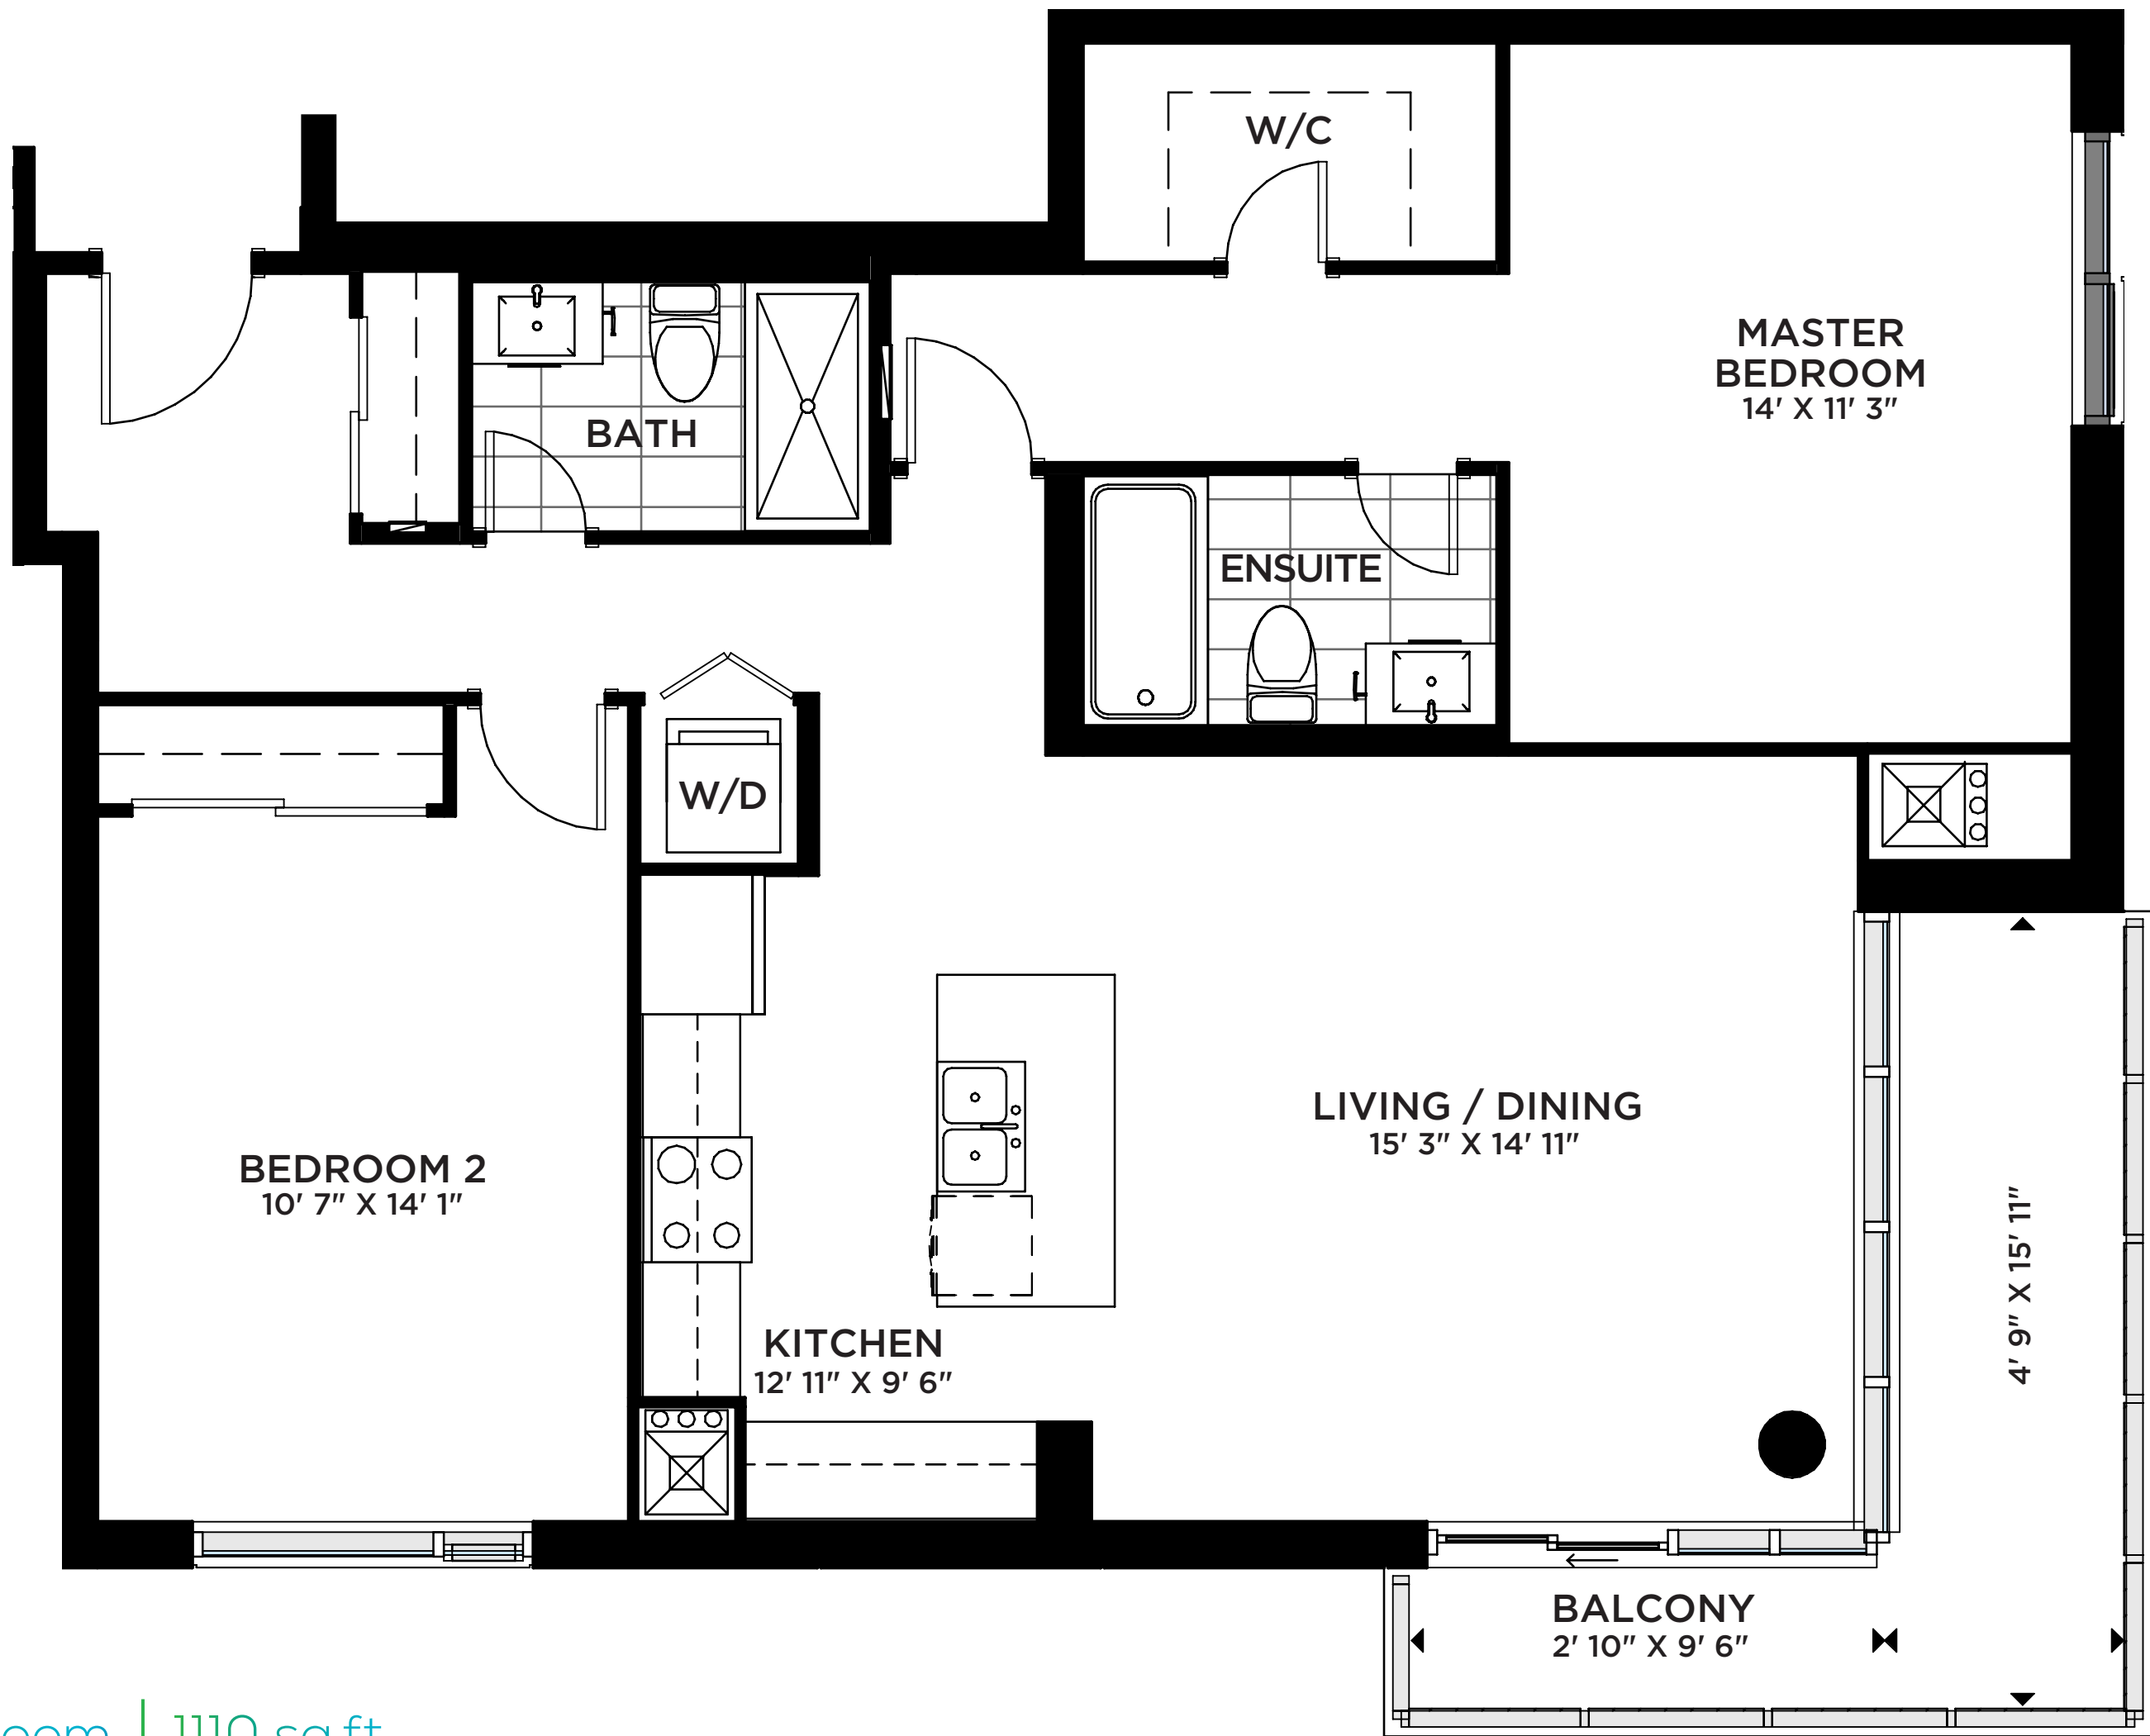 W/C
MASTER
BEDROOM
14' X 11' 3"
BATH
ENSUITE
W/D
LIVING / DINING
15' 3" X 14' 11"
BEDROOM 2
10' 7" X 14' 1"
4' 9" X 15' 11"
KITCHEN
12' 11" X 9' 6"
BALCONY
2' 10" X 9' 6"
oom | 1110 sq.ft.